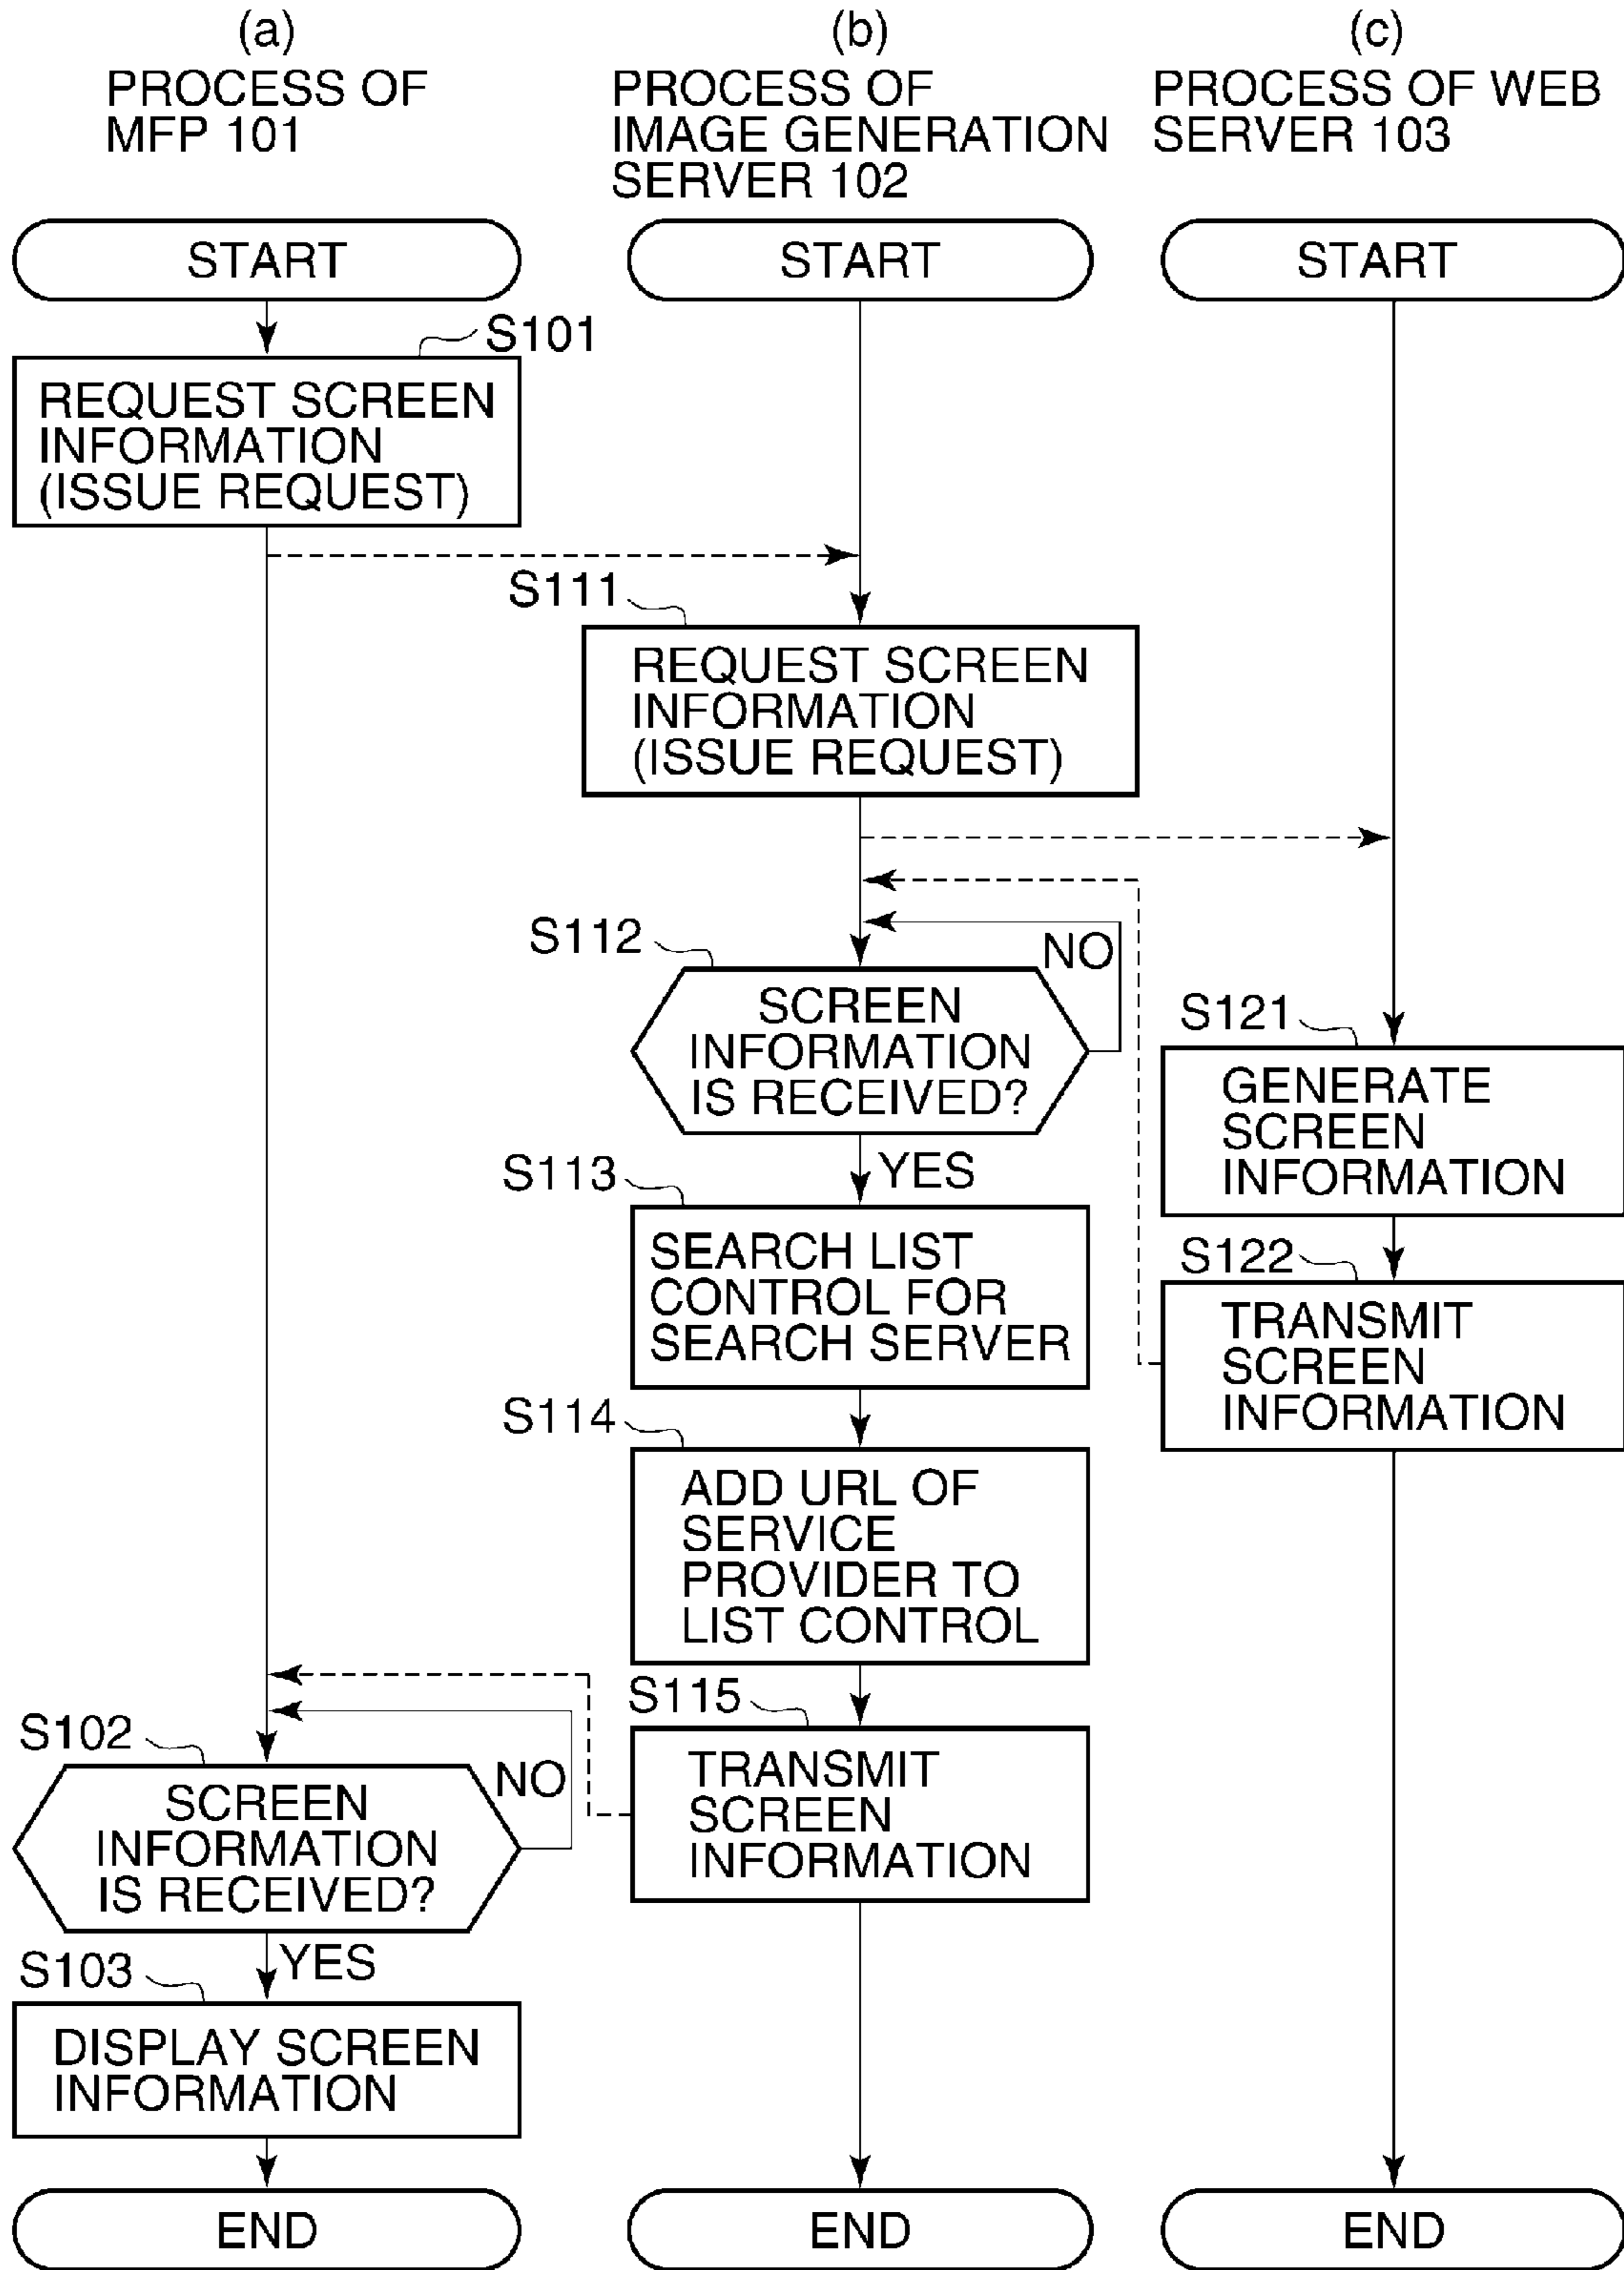 (a)
PROCESS OF
MFP 101
(b)
PROCESS OF
IMAGE GENERATION
SERVER 102
(c)
PROCESS OF WEB
SERVER 103
START
START
START
S101
REQUEST SCREEN
INFORMATION
(ISSUE REQUEST)
S111
REQUEST SCREEN
INFORMATION
(ISSUE REQUEST)
S112
NO
SCREEN
INFORMATION
IS RECEIVED?
YES
S121
GENERATE
SCREEN
INFORMATION
S113
SEARCH LIST
CONTROL FOR
SEARCH SERVER
S122
TRANSMIT
SCREEN
INFORMATION
S114
ADD URL OF
SERVICE
PROVIDER TO
LIST CONTROL
S115
TRANSMIT
SCREEN
INFORMATION
S102
NO
SCREEN
INFORMATION
IS RECEIVED?
YES
S103
DISPLAY SCREEN
INFORMATION
END
END
END